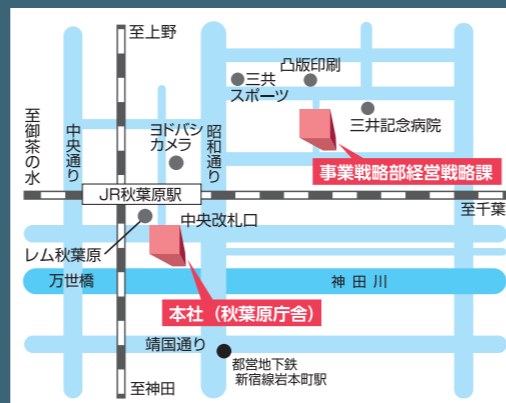 至上野
凸版印刷
三共
スポーツ
三井記念病院
至御茶の水
中央通り
ヨドバシ
カメラ
昭和通り
事業戦略部経営戦略課
JR秋葉原駅
至千葉
中央改札口
レム秋葉原
万世橋
神田川
本社（秋葉原庁舎）
靖国通り
都営地下鉄
新宿線岩本町駅
至神田